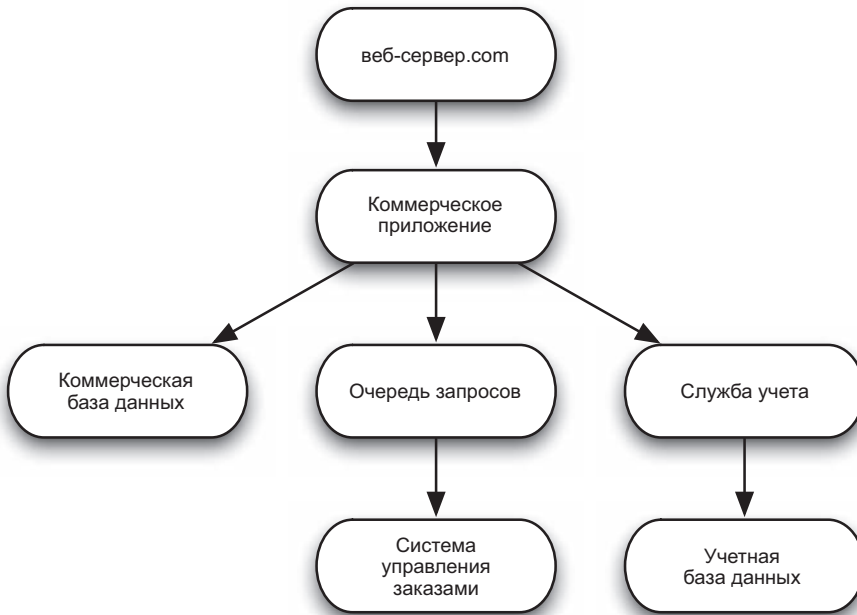 веб-сервер.com
Коммерческое
приложение
Коммерческая
база данных
Очередь запросов
Служба учета
Система
управления
заказами
Учетная
база данных